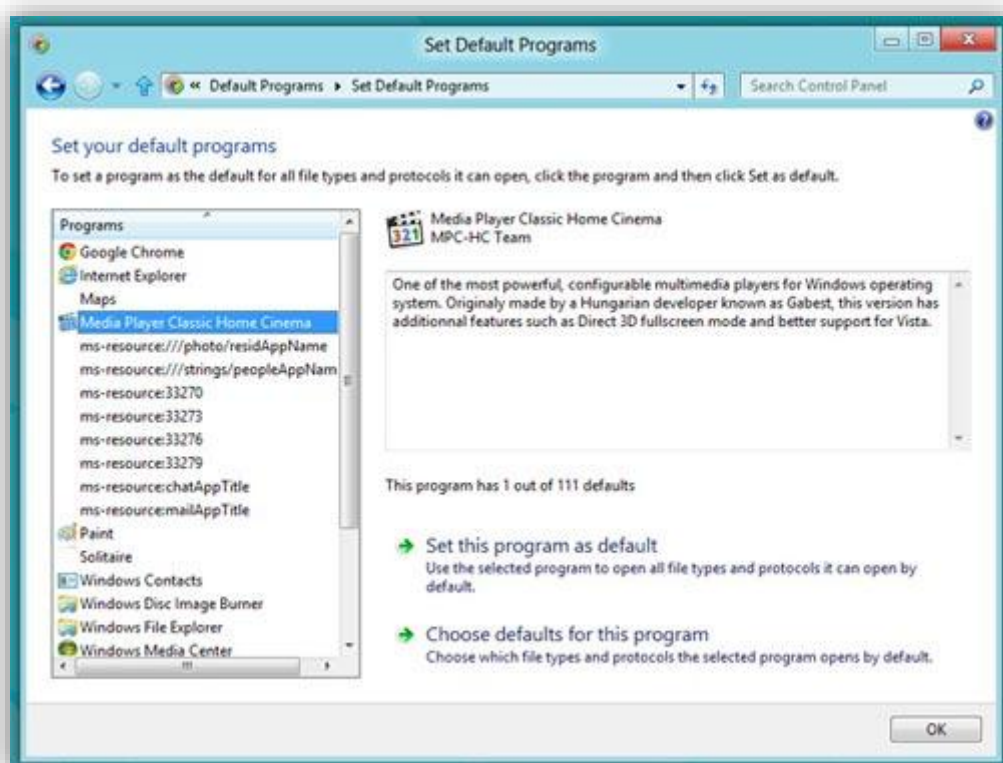 Set Default Programs
« Default Programs ▸ Set Default Programs
Search Control Panel
Set your default programs
To set a program as the default for all file types and protocols it can open, click the program and then click Set as default.
Programs
Google Chrome
Internet Explorer
Maps
Media Player Classic Home Cinema
ms-resource:///photo/residAppName
ms-resource:///strings/peopleAppNam
ms-resource:33270
ms-resource:33273
ms-resource:33276
ms-resource:33279
ms-resource:chatAppTitle
ms-resource:mailAppTitle
Paint
Solitaire
Windows Contacts
Windows Disc Image Burner
Windows File Explorer
Windows Media Center
321
Media Player Classic Home Cinema
MPC-HC Team
One of the most powerful, configurable multimedia players for Windows operating
system. Originaly made by a Hungarian developer known as Gabest, this version has
additionnal features such as Direct 3D fullscreen mode and better support for Vista.
This program has 1 out of 111 defaults
Set this program as default
Use the selected program to open all file types and protocols it can open by
default.
Choose defaults for this program
Choose which file types and protocols the selected program opens by default.
OK